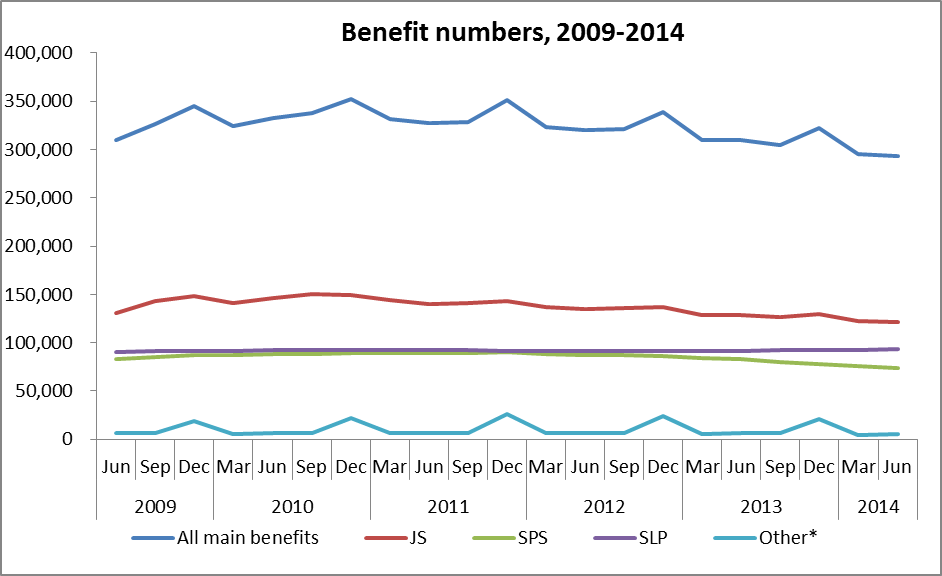 Benefit numbers, 2009-2014
400,000
350,000
300,000
250,000
200,000
150,000
100,000
50,000
0
Jun Sep Dec Mar Jun Sep Dec Mar Jun Sep Dec Mar Jun Sep Dec Mar Jun Sep Dec Mar Jun
2009 2010 2011 2012 2013 2014
All main benefits JS SPS SLP Other*